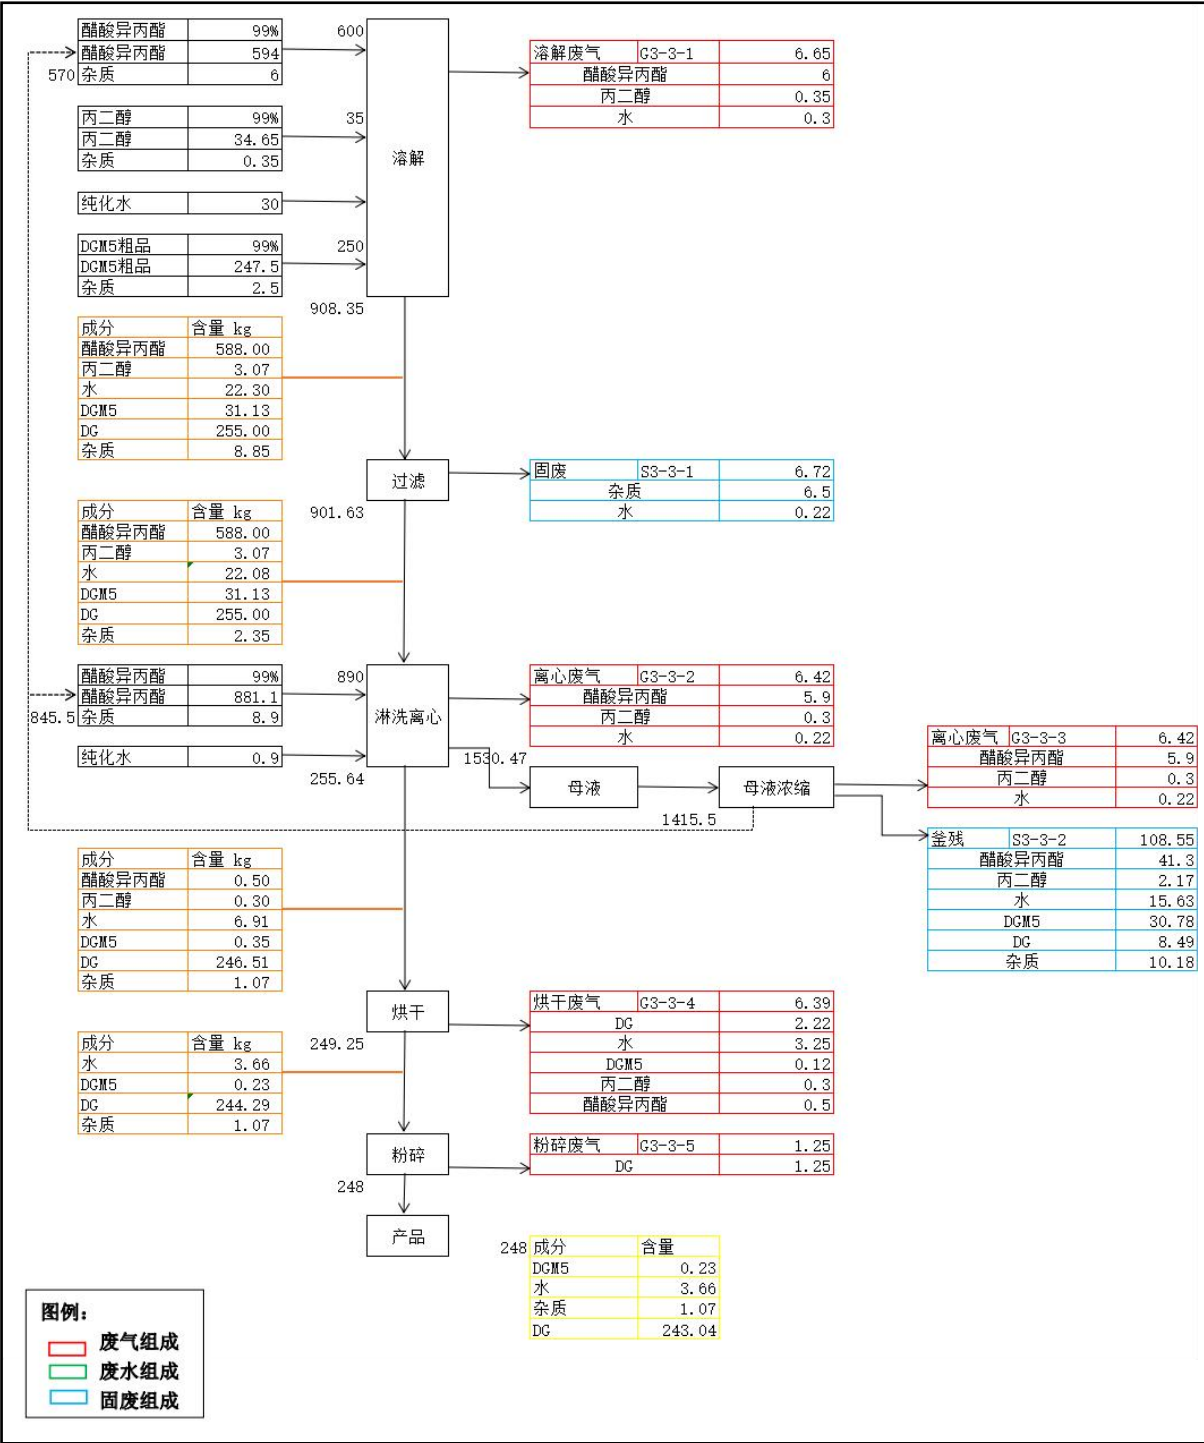 醋酸异丙酯 99%
醋酸异丙酯 594
570 杂质 6
600
溶解废气 G3-3-1 6.65
醋酸异丙酯 6
丙二醇 0.35
水 0.3
丙二醇 99%
丙二醇 34.65
杂质 0.35
35
溶解
纯化水 30
DGM5粗品 99%
DGM5粗品 247.5
杂质 2.5
250
908.35
成分 含量 kg
醋酸异丙酯 588.00
丙二醇 3.07
水 22.30
DGM5 31.13
DG 255.00
杂质 8.85
过滤
固废 S3-3-1 6.72
杂质 6.5
水 0.22
901.63
成分 含量 kg
醋酸异丙酯 588.00
丙二醇 3.07
水 22.08
DGM5 31.13
DG 255.00
杂质 2.35
醋酸异丙酯 99%
醋酸异丙酯 881.1
845.5 杂质 8.9
890
淋洗离心
纯化水 0.9
255.64
离心废气 G3-3-2 6.42
醋酸异丙酯 5.9
丙二醇 0.3
水 0.22
1530.47
母液
母液浓缩
1415.5
离心废气 G3-3-3 6.42
醋酸异丙酯 5.9
丙二醇 0.3
水 0.22
釜残 S3-3-2 108.55
醋酸异丙酯 41.3
丙二醇 2.17
水 15.63
DGM5 30.78
DG 8.49
杂质 10.18
成分 含量 kg
醋酸异丙酯 0.50
丙二醇 0.30
水 6.91
DGM5 0.35
DG 246.51
杂质 1.07
烘干
249.25
烘干废气 G3-3-4 6.39
DG 2.22
水 3.25
DGM5 0.12
丙二醇 0.3
醋酸异丙酯 0.5
成分 含量 kg
水 3.66
DGM5 0.23
DG 244.29
杂质 1.07
粉碎
粉碎废气 G3-3-5 1.25
DG 1.25
248
产品
248 成分 含量
DGM5 0.23
水 3.66
杂质 1.07
DG 243.04
图例：
废气组成
废水组成
固废组成